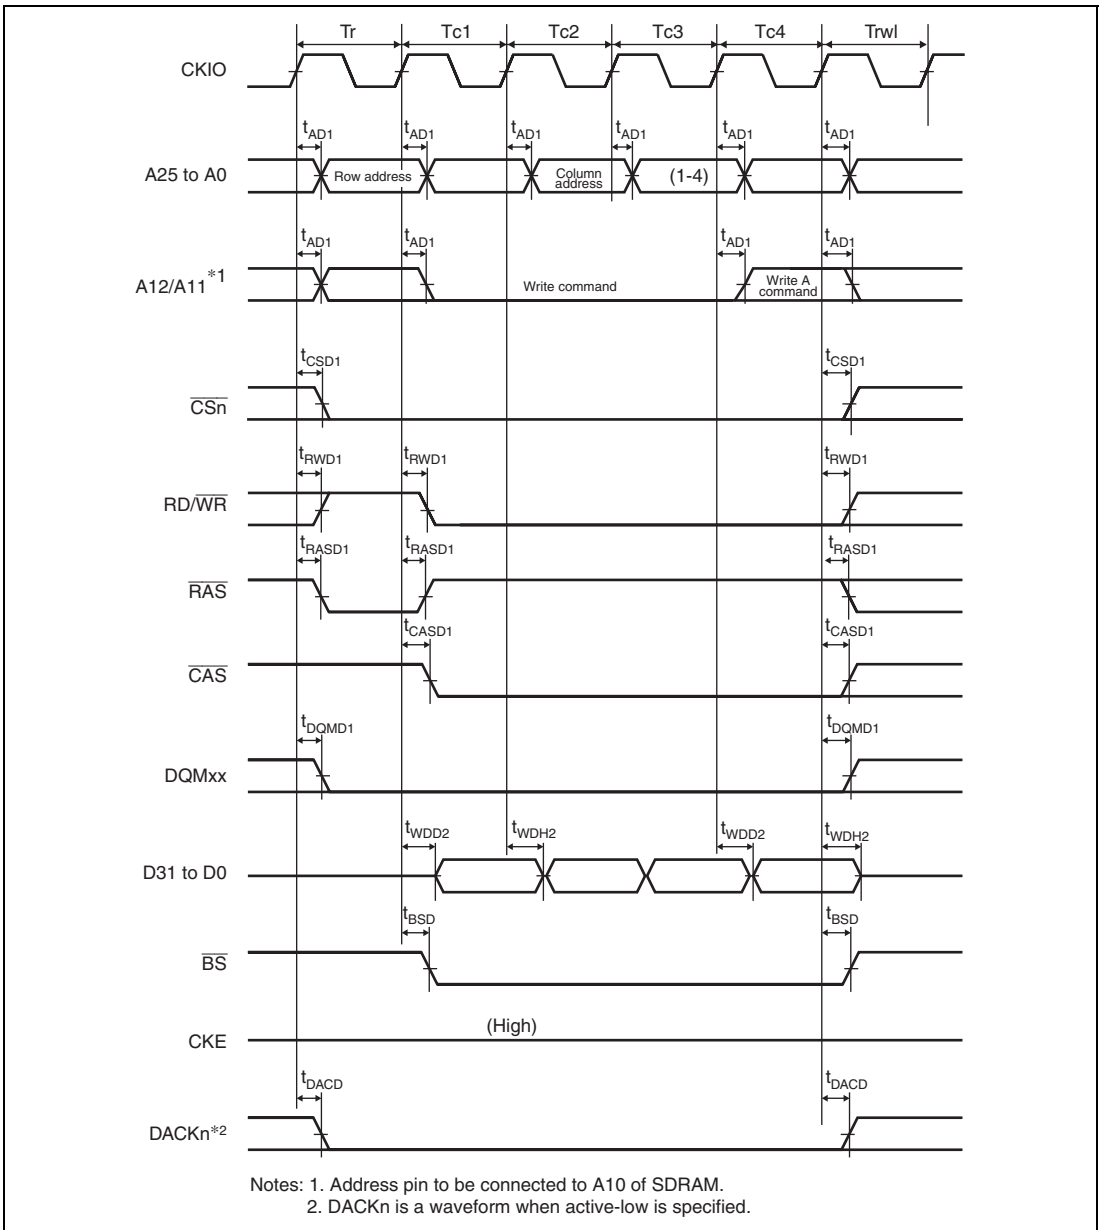 Tr Tc1 Tc2 Tc3 Tc4 Trwl
CKIO
tAD1 tAD1 tAD1 tAD1 tAD1 tAD1
A25 to A0 Row address Column address (1-4)
tAD1 tAD1 tAD1 tAD1
A12/A11*1 Write command Write A command
tCSD1 tCSD1
CSn
tRWD1 tRWD1 tRWD1
RD/WR
tRASD1 tRASD1 tRASD1
RAS
tCASD1 tCASD1
CAS
tDQMD1 tDQMD1
DQMxx
tWDD2 tWDH2 tWDD2 tWDH2
D31 to D0
tBSD tBSD
BS
(High)
CKE
tDACD tDACD
DACKn*2
Notes: 1. Address pin to be connected to A10 of SDRAM.
2. DACKn is a waveform when active-low is specified.